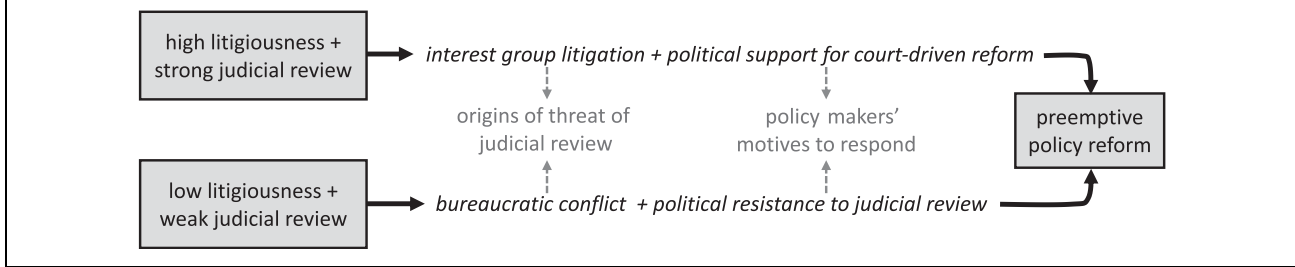 high litigiousness +
strong judicial review
interest group litigation + political support for court-driven reform
origins of threat of
judicial review
policy makers'
motives to respond
preemptive
policy reform
low litigiousness +
weak judicial review
bureaucratic conflict + political resistance to judicial review